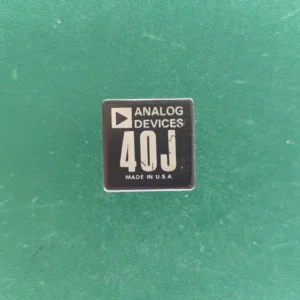 ANALOG
DEVICES
40J
MADE IN U.S.A